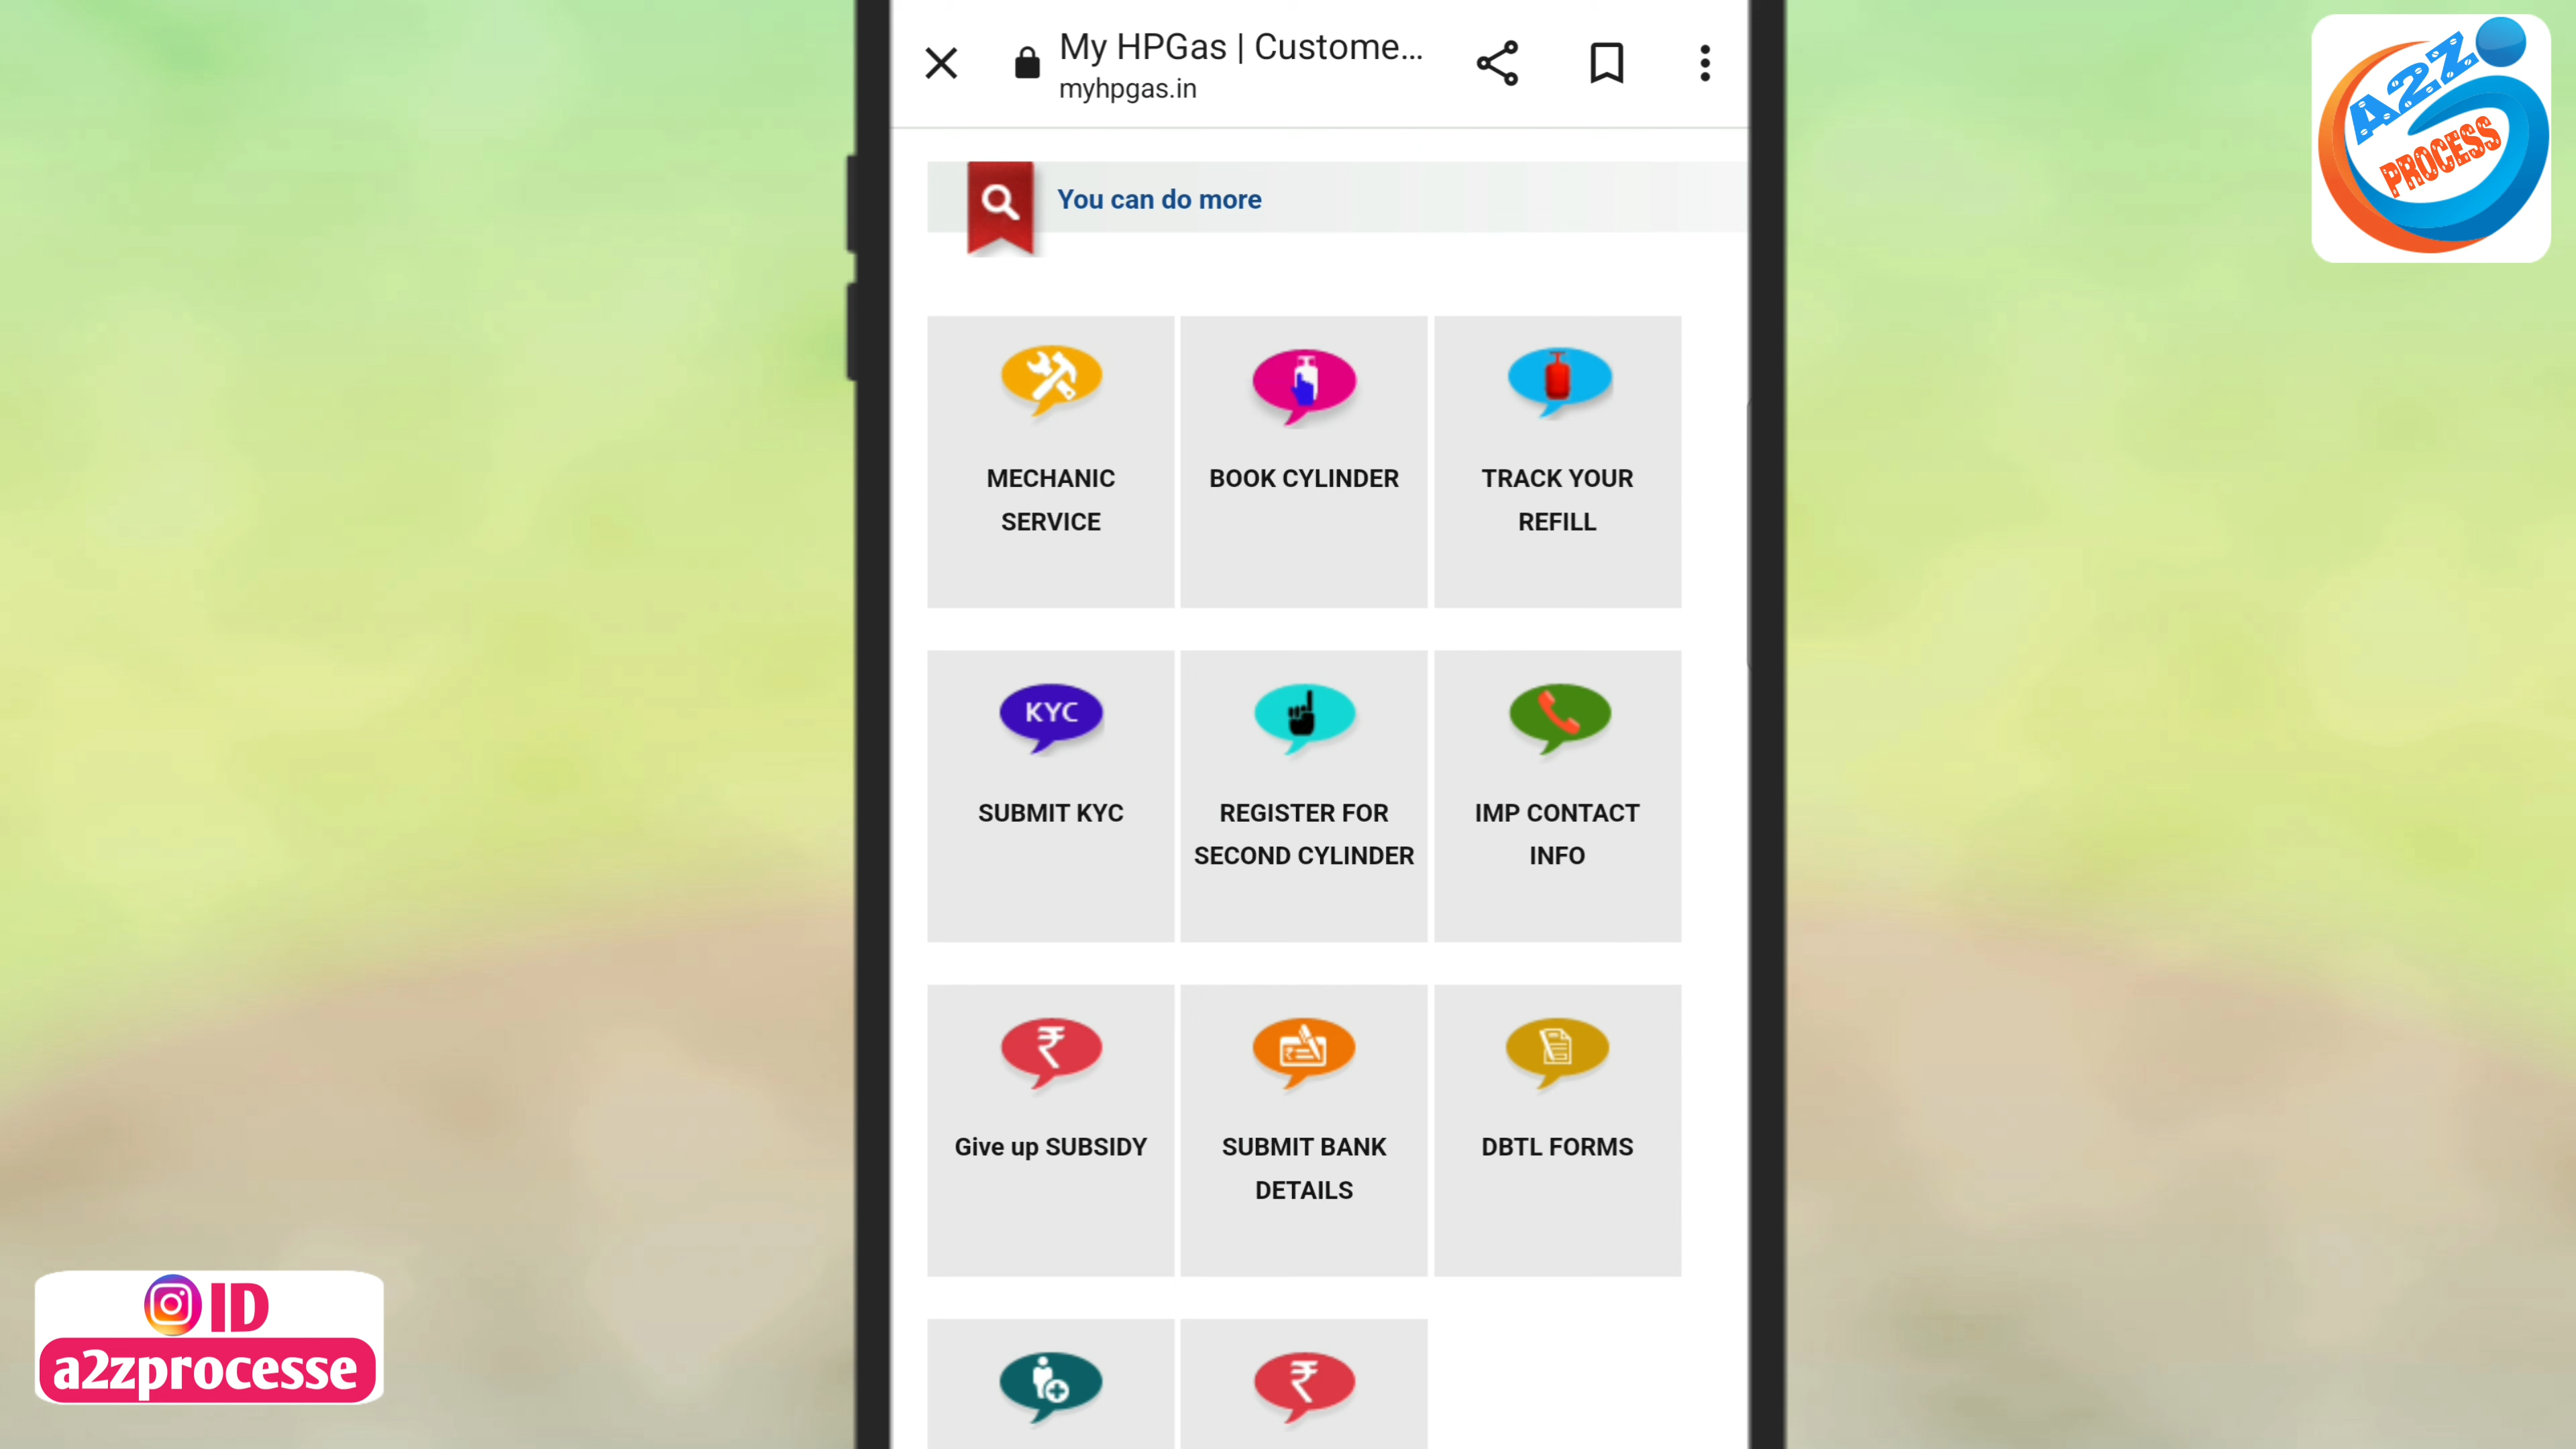 My HPGas | Custome...
myhpgas.in
A2Z
PROCESS
You can do more
MECHANIC
SERVICE
BOOK CYLINDER
TRACK YOUR
REFILL
KYC
SUBMIT KYC
REGISTER FOR
SECOND CYLINDER
IMP CONTACT
INFO
₹
Give up SUBSIDY
₹
SUBMIT BANK
DETAILS
DBTL FORMS
₹
ID
a2zprocesse